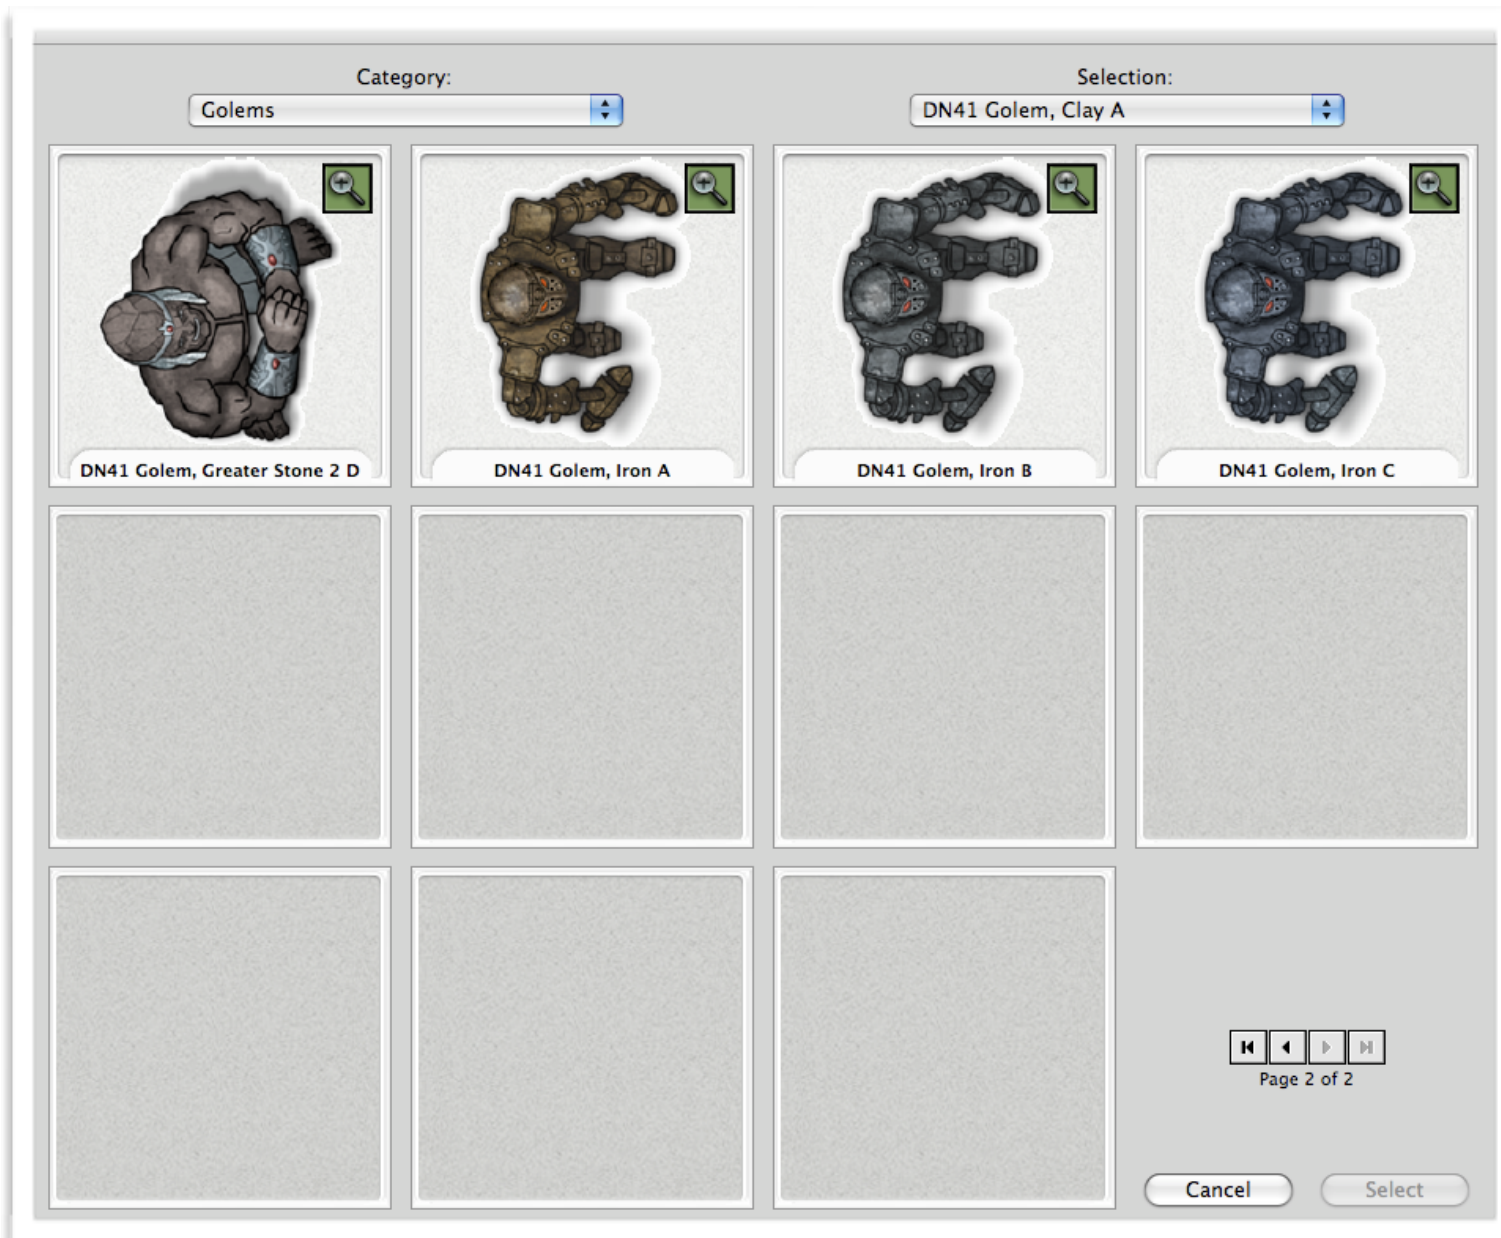 Category:
Selection:
Golems
DN41 Golem, Clay A
DN41 Golem, Greater Stone 2 D
DN41 Golem, Iron A
DN41 Golem, Iron B
DN41 Golem, Iron C
Page 2 of 2
Cancel
Select